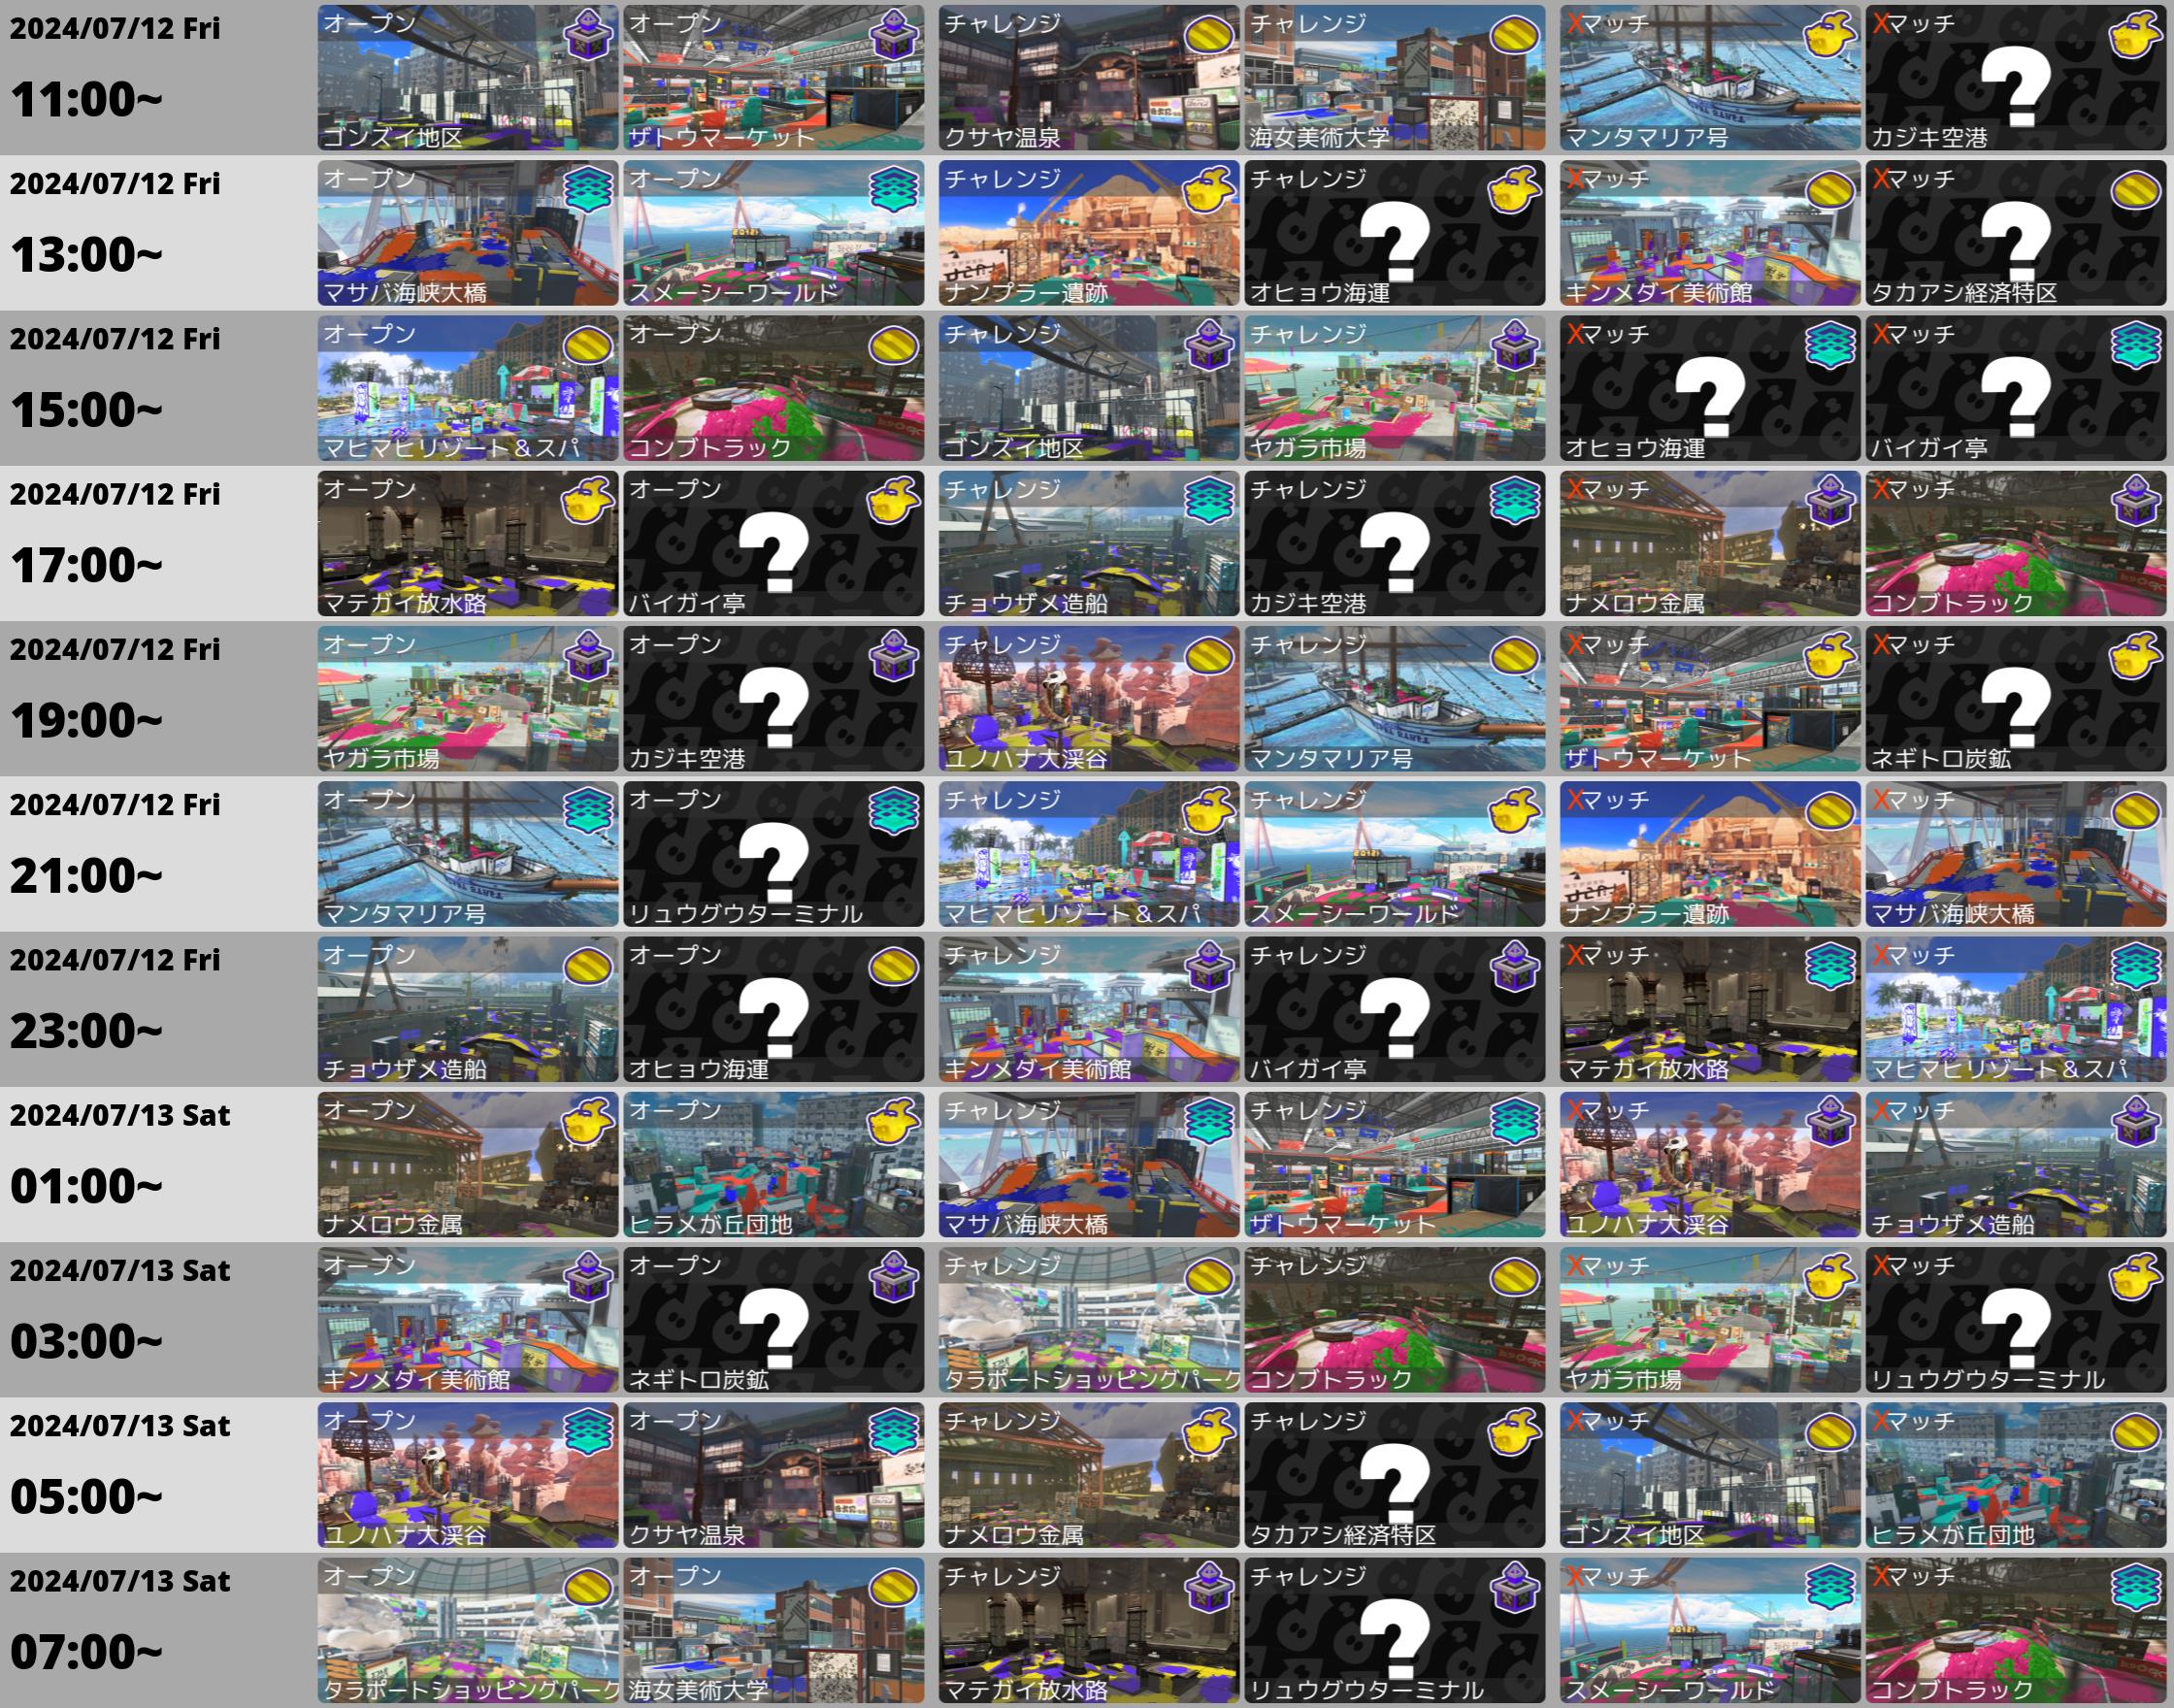 2024/07/12 Fri
11:00~
オープン
ゴンズイ地区
オープン
ザトウマーケット
チャレンジ
クサヤ温泉
チャレンジ
海女美術大学
Xマッチ
マンタマリア号
Xマッチ
カジキ空港
2024/07/12 Fri
13:00~
オープン
マサバ海峡大橋
オープン
スメーシーワールド
チャレンジ
ナンプラー遺跡
チャレンジ
オヒョウ海運
Xマッチ
キンメダイ美術館
Xマッチ
タカアシ経済特区
2024/07/12 Fri
15:00~
オープン
マヒマヒリゾート＆スパ
オープン
コンブトラック
チャレンジ
ゴンズイ地区
チャレンジ
ヤガラ市場
Xマッチ
オヒョウ海運
Xマッチ
バイガイ亭
2024/07/12 Fri
17:00~
オープン
マテガイ放水路
オープン
バイガイ亭
チャレンジ
チョウザメ造船
チャレンジ
カジキ空港
Xマッチ
ナメロウ金属
Xマッチ
コンブトラック
2024/07/12 Fri
19:00~
オープン
ヤガラ市場
オープン
カジキ空港
チャレンジ
ユノハナ大渓谷
チャレンジ
マンタマリア号
Xマッチ
ザトウマーケット
Xマッチ
ネギトロ炭鉱
2024/07/12 Fri
21:00~
オープン
マンタマリア号
オープン
リュウグウターミナル
チャレンジ
マヒマヒリゾート＆スパ
チャレンジ
スメーシーワールド
Xマッチ
ナンプラー遺跡
Xマッチ
マサバ海峡大橋
2024/07/12 Fri
23:00~
オープン
チョウザメ造船
オープン
オヒョウ海運
チャレンジ
キンメダイ美術館
チャレンジ
バイガイ亭
Xマッチ
マテガイ放水路
Xマッチ
マヒマヒリゾート＆スパ
2024/07/13 Sat
01:00~
オープン
ナメロウ金属
オープン
ヒラメが丘団地
チャレンジ
マサバ海峡大橋
チャレンジ
ザトウマーケット
Xマッチ
ユノハナ大渓谷
Xマッチ
チョウザメ造船
2024/07/13 Sat
03:00~
オープン
キンメダイ美術館
オープン
ネギトロ炭鉱
チャレンジ
タラポートショッピングパーク
チャレンジ
コンブトラック
Xマッチ
ヤガラ市場
Xマッチ
リュウグウターミナル
2024/07/13 Sat
05:00~
オープン
ユノハナ大渓谷
オープン
クサヤ温泉
チャレンジ
ナメロウ金属
チャレンジ
タカアシ経済特区
Xマッチ
ゴンズイ地区
Xマッチ
ヒラメが丘団地
2024/07/13 Sat
07:00~
オープン
タラポートショッピングパーク
オープン
海女美術大学
チャレンジ
マテガイ放水路
チャレンジ
リュウグウターミナル
Xマッチ
スメーシーワールド
Xマッチ
コンブトラック